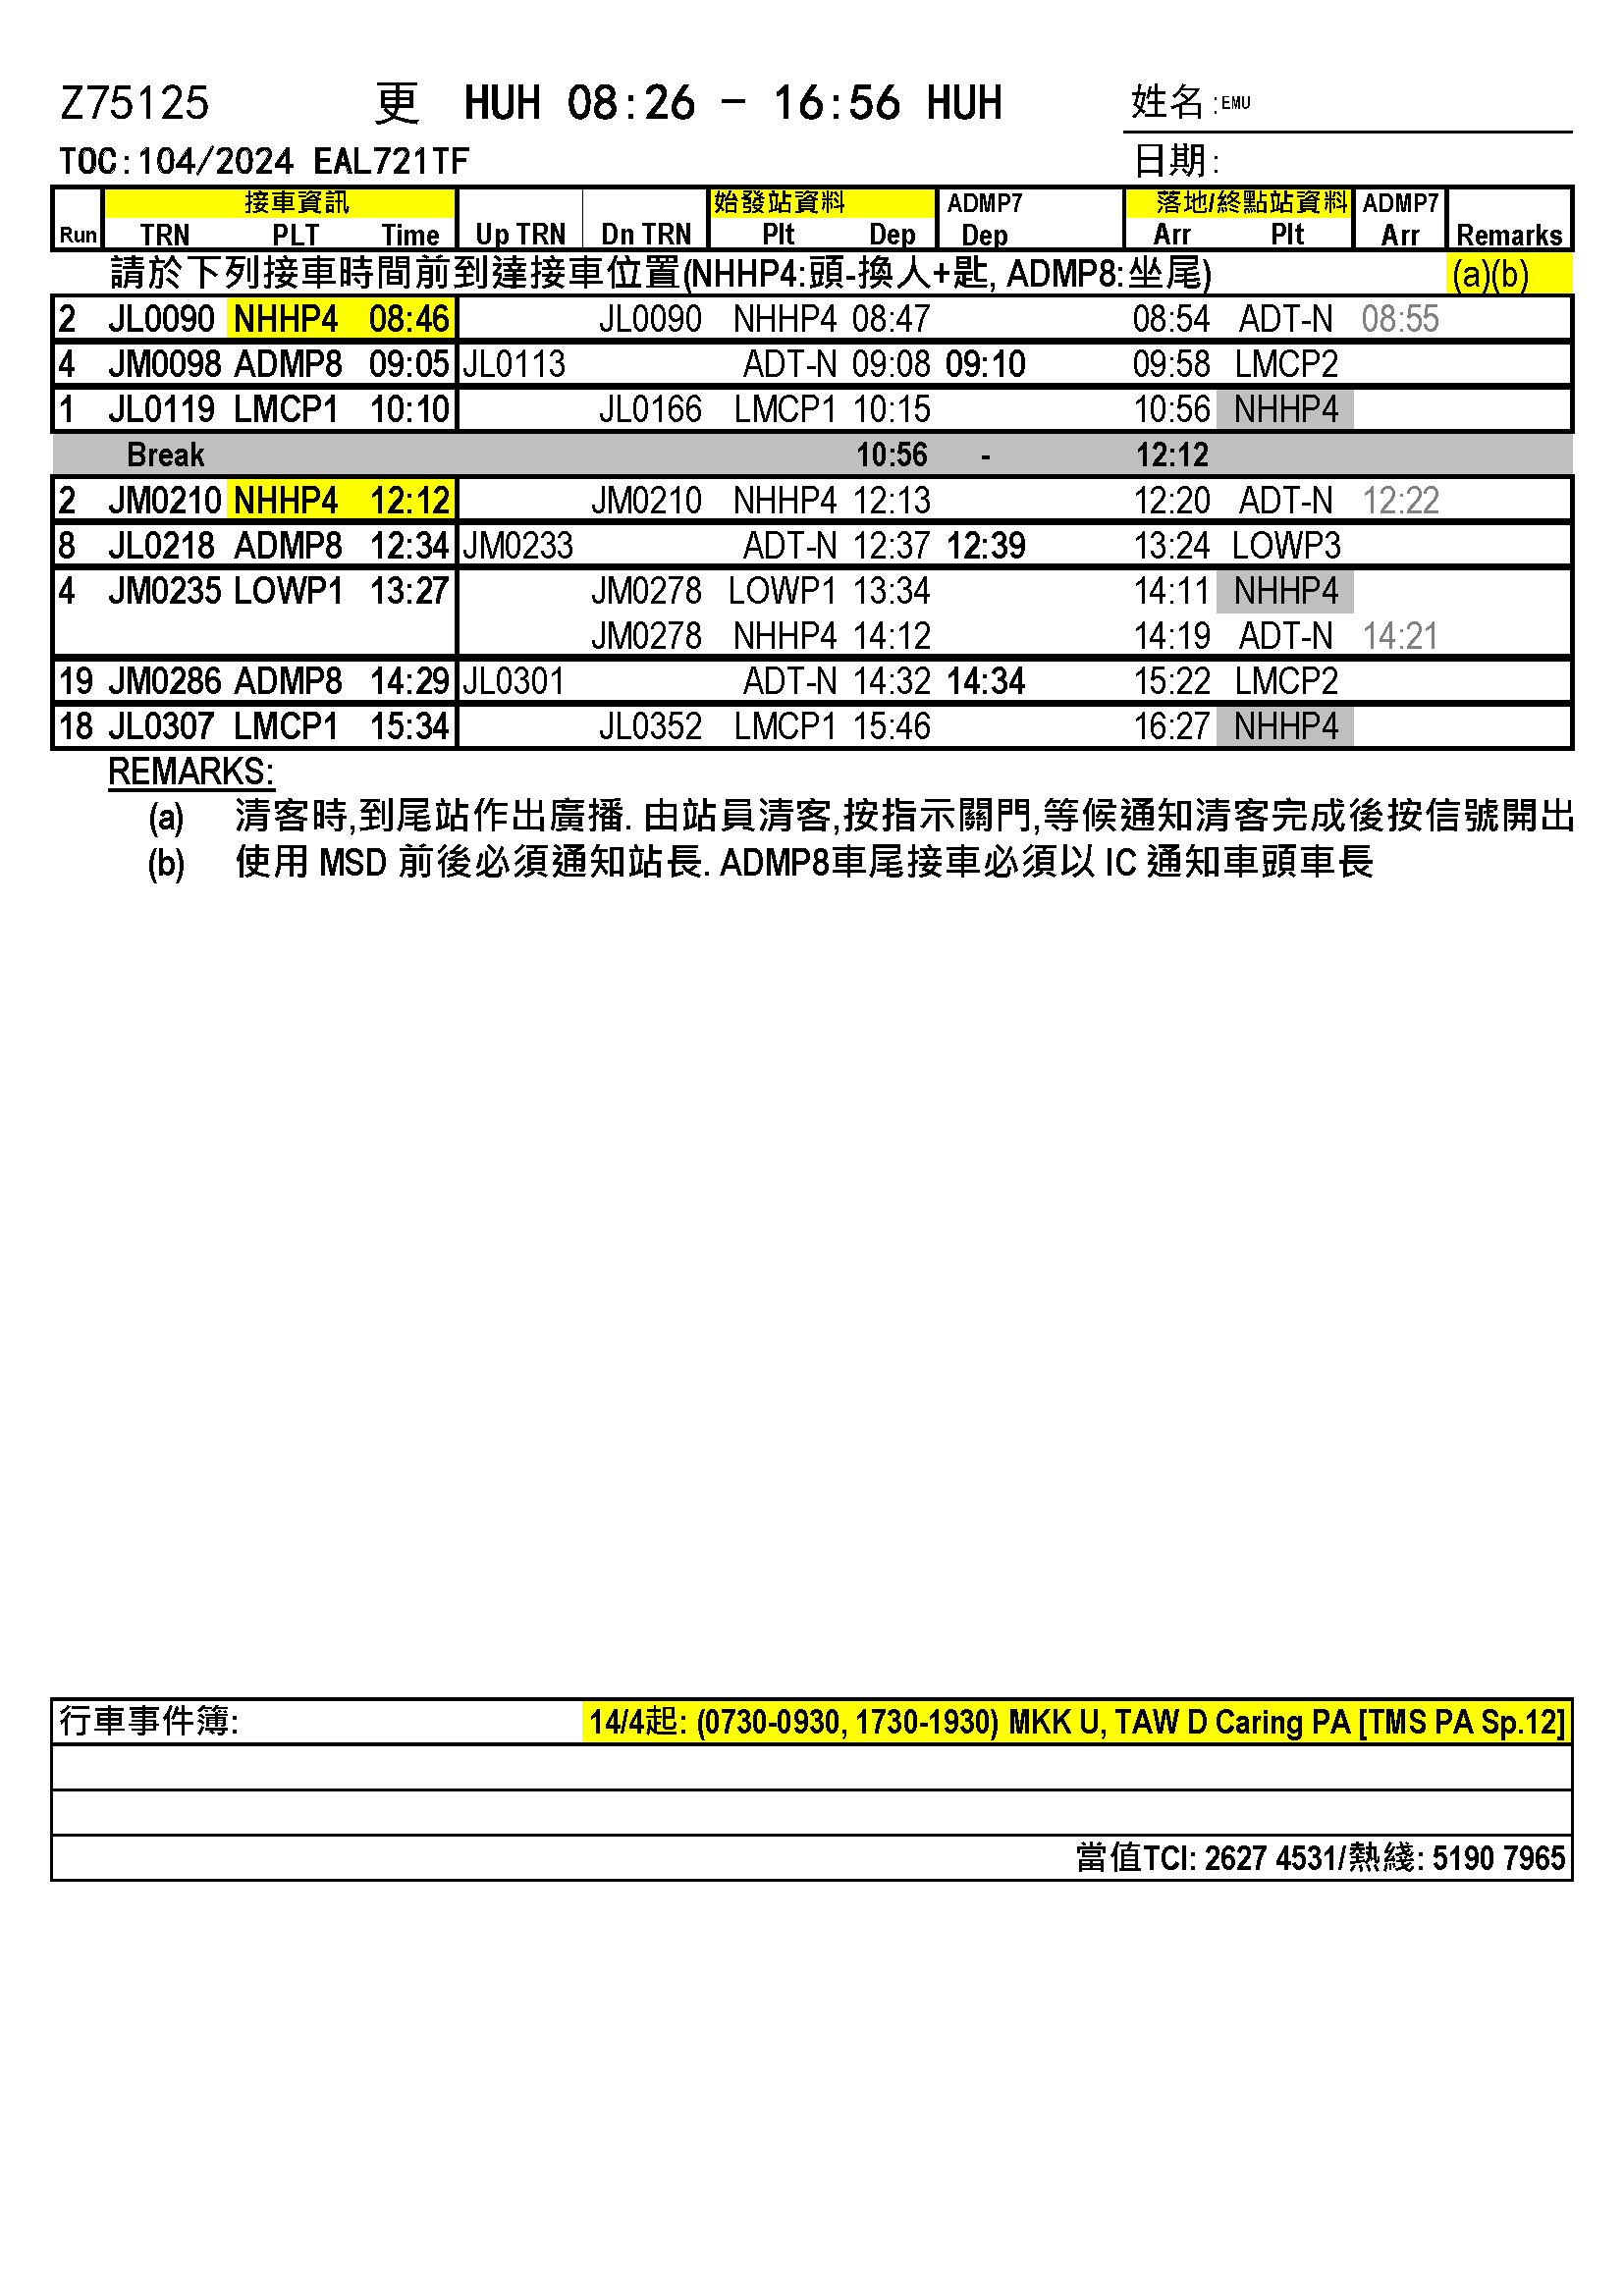 Z75125 更 HUH 08:26 – 16:56 HUH 姓名:EMU
TOC:104/2024 EAL721TF 日期:
接車資訊 始發站資料 ADMP7 落地/終點站資料 ADMP7
Run TRN PLT Time Up TRN Dn TRN Plt Dep Dep Arr Plt Arr Remarks
請於下列接車時間前到達接車位置(NHHP4:頭-換人+匙, ADMP8:坐尾) (a)(b)
2 JL0090 NHHP4 08:46 JL0090 NHHP4 08:47 08:54 ADT-N 08:55
4 JM0098 ADMP8 09:05 JL0113 ADT-N 09:08 09:10 09:58 LMCP2
1 JL0119 LMCP1 10:10 JL0166 LMCP1 10:15 10:56 NHHP4
Break 10:56 - 12:12
2 JM0210 NHHP4 12:12 JM0210 NHHP4 12:13 12:20 ADT-N 12:22
8 JL0218 ADMP8 12:34 JM0233 ADT-N 12:37 12:39 13:24 LOWP3
4 JM0235 LOWP1 13:27 JM0278 LOWP1 13:34 14:11 NHHP4
JM0278 NHHP4 14:12 14:19 ADT-N 14:21
19 JM0286 ADMP8 14:29 JL0301 ADT-N 14:32 14:34 15:22 LMCP2
18 JL0307 LMCP1 15:34 JL0352 LMCP1 15:46 16:27 NHHP4
REMARKS:
(a) 清客時,到尾站作出廣播. 由站員清客,按指示關門,等候通知清客完成後按信號開出
(b) 使用 MSD 前後必須通知站長. ADMP8車尾接車必須以 IC 通知車頭車長
行車事件簿: 14/4起: (0730-0930, 1730-1930) MKK U, TAW D Caring PA [TMS PA Sp.12]
當值TCI: 2627 4531/熱綫: 5190 7965